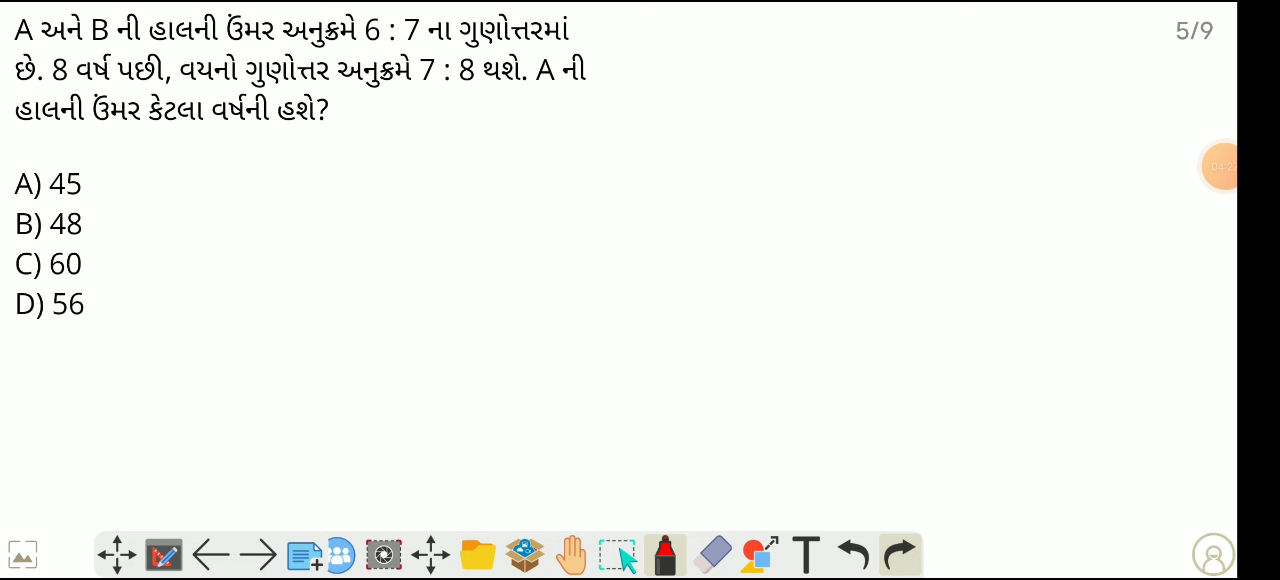 A અને B ની હાલની ઉંમર અનુક્રમે 6 : 7 ના ગુણોત્તરમાં
5/9
છે. 8 વર્ષ પછી, વયનો ગુણોત્તર અનુક્રમે 7 : 8 થશે. A ની
હાલની ઉંમર કેટલા વર્ષની હશે?
A) 45
B) 48
C) 60
D) 56